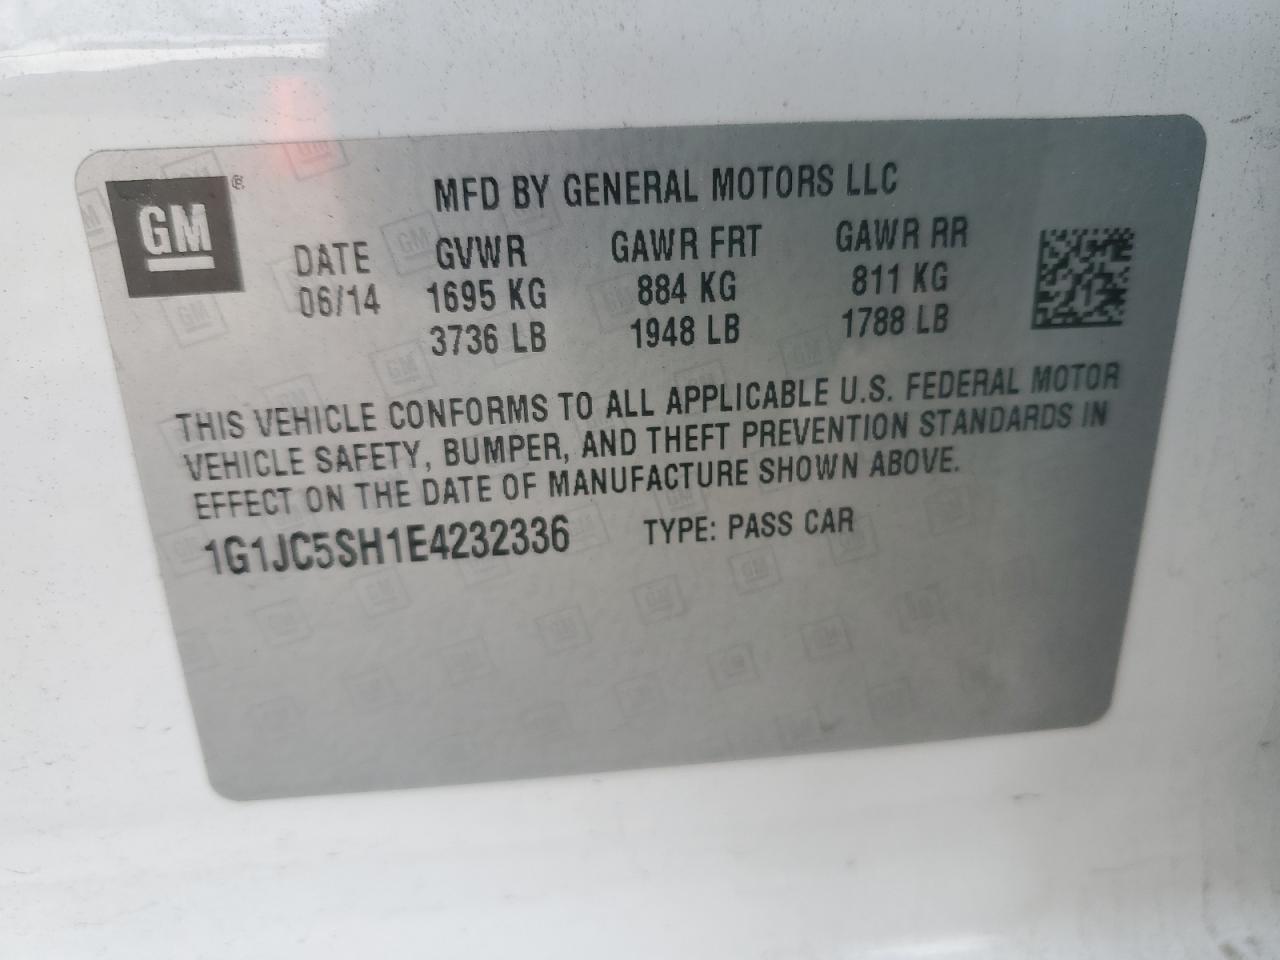 GM®
MFD BY GENERAL MOTORS LLC
DATE GVWR GAWR FRT GAWR RR
06/14 1695 KG 884 KG 811 KG
3736 LB 1948 LB 1788 LB
THIS VEHICLE CONFORMS TO ALL APPLICABLE U.S. FEDERAL MOTOR
VEHICLE SAFETY, BUMPER, AND THEFT PREVENTION STANDARDS IN
EFFECT ON THE DATE OF MANUFACTURE SHOWN ABOVE.
1G1JC5SH1E4232336 TYPE: PASS CAR